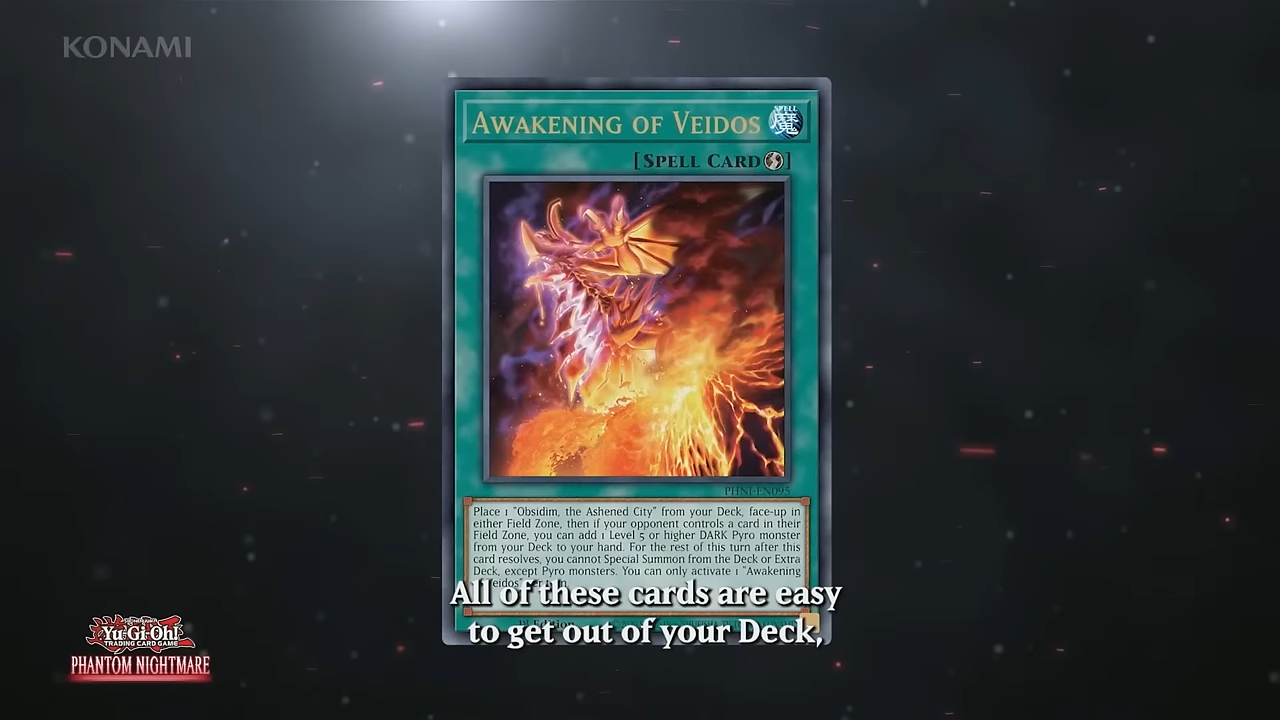 KONAMI
AWAKENING OF VEIDOS
SPELL
魔
[SPELL CARD]
PHNI-EN095
Place 1 "Obsidim, the Ashened City" from your Deck, face-up in
either Field Zone, then if your opponent controls a card in their
Field Zone, you can add 1 Level 5 or higher DARK Pyro monster
from your Deck to your hand. For the rest of this turn after this
card resolves, you cannot Special Summon from the Deck or Extra
Deck, except Pyro monsters. You can only activate 1 "Awakening
All of these cards are easy
to get out of your Deck,
1st Edition
Yu-Gi-Oh!
TRADING CARD GAME
PHANTOM NIGHTMARE